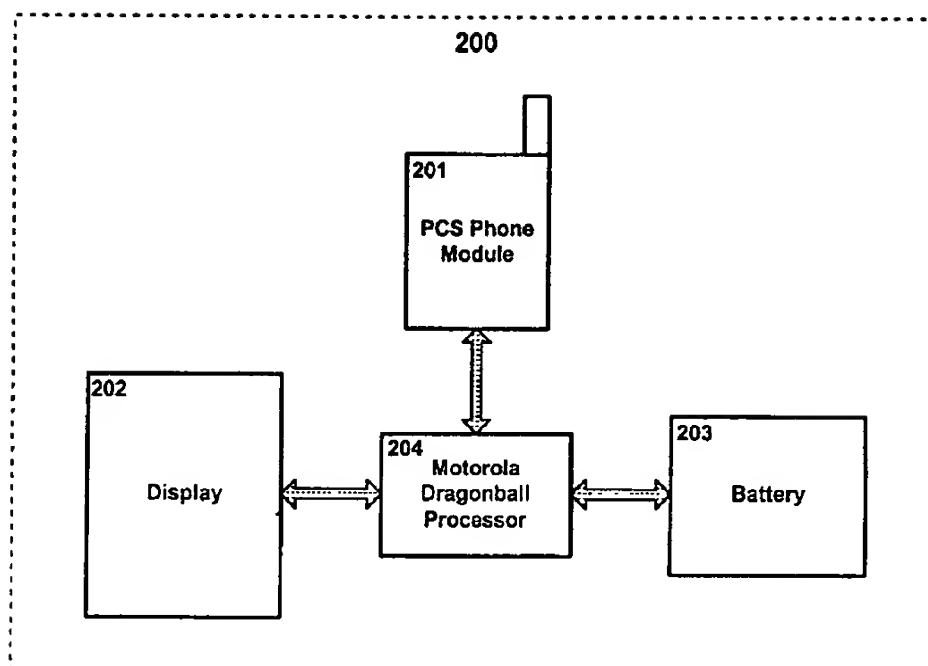 200
201
PCS Phone
Module
202
Display
204
Motorola
Dragonball
Processor
203
Battery